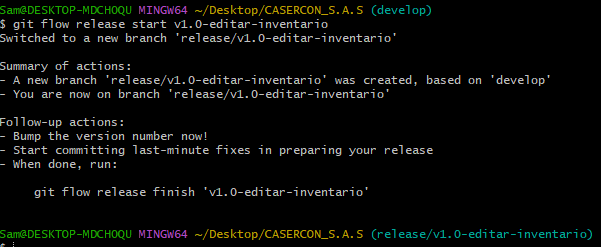 Sam@DESKTOP-MDCHOQU MINGW64 ~/Desktop/CASERCON_S.A.S (develop)
$ git flow release start v1.0-editar-inventario
Switched to a new branch 'release/v1.0-editar-inventario'
Summary of actions:
- A new branch 'release/v1.0-editar-inventario' was created, based on 'develop'
- You are now on branch 'release/v1.0-editar-inventario'
Follow-up actions:
- Bump the version number now!
- Start committing last-minute fixes in preparing your release
- When done, run:
git flow release finish 'v1.0-editar-inventario'
Sam@DESKTOP-MDCHOQU MINGW64 ~/Desktop/CASERCON_S.A.S (release/v1.0-editar-inventario)
$